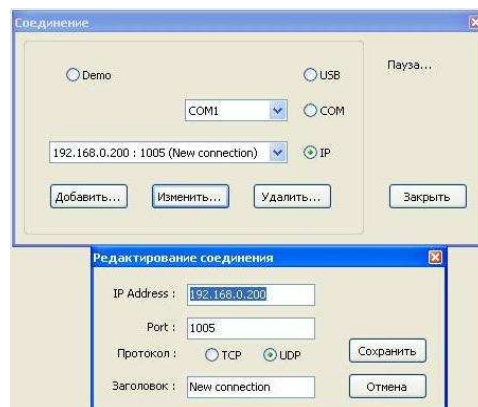 Соединение
Demo
USB
Пауза...
COM1
COM
192.168.0.200 : 1005 (New connection)
IP
Добавить...
Изменить...
Удалить...
Закрыть
Редактирование соединения
IP Address :
192.168.0.200
Port :
1005
Протокол :
TCP
UDP
Сохранить
Заголовок :
New connection
Отмена